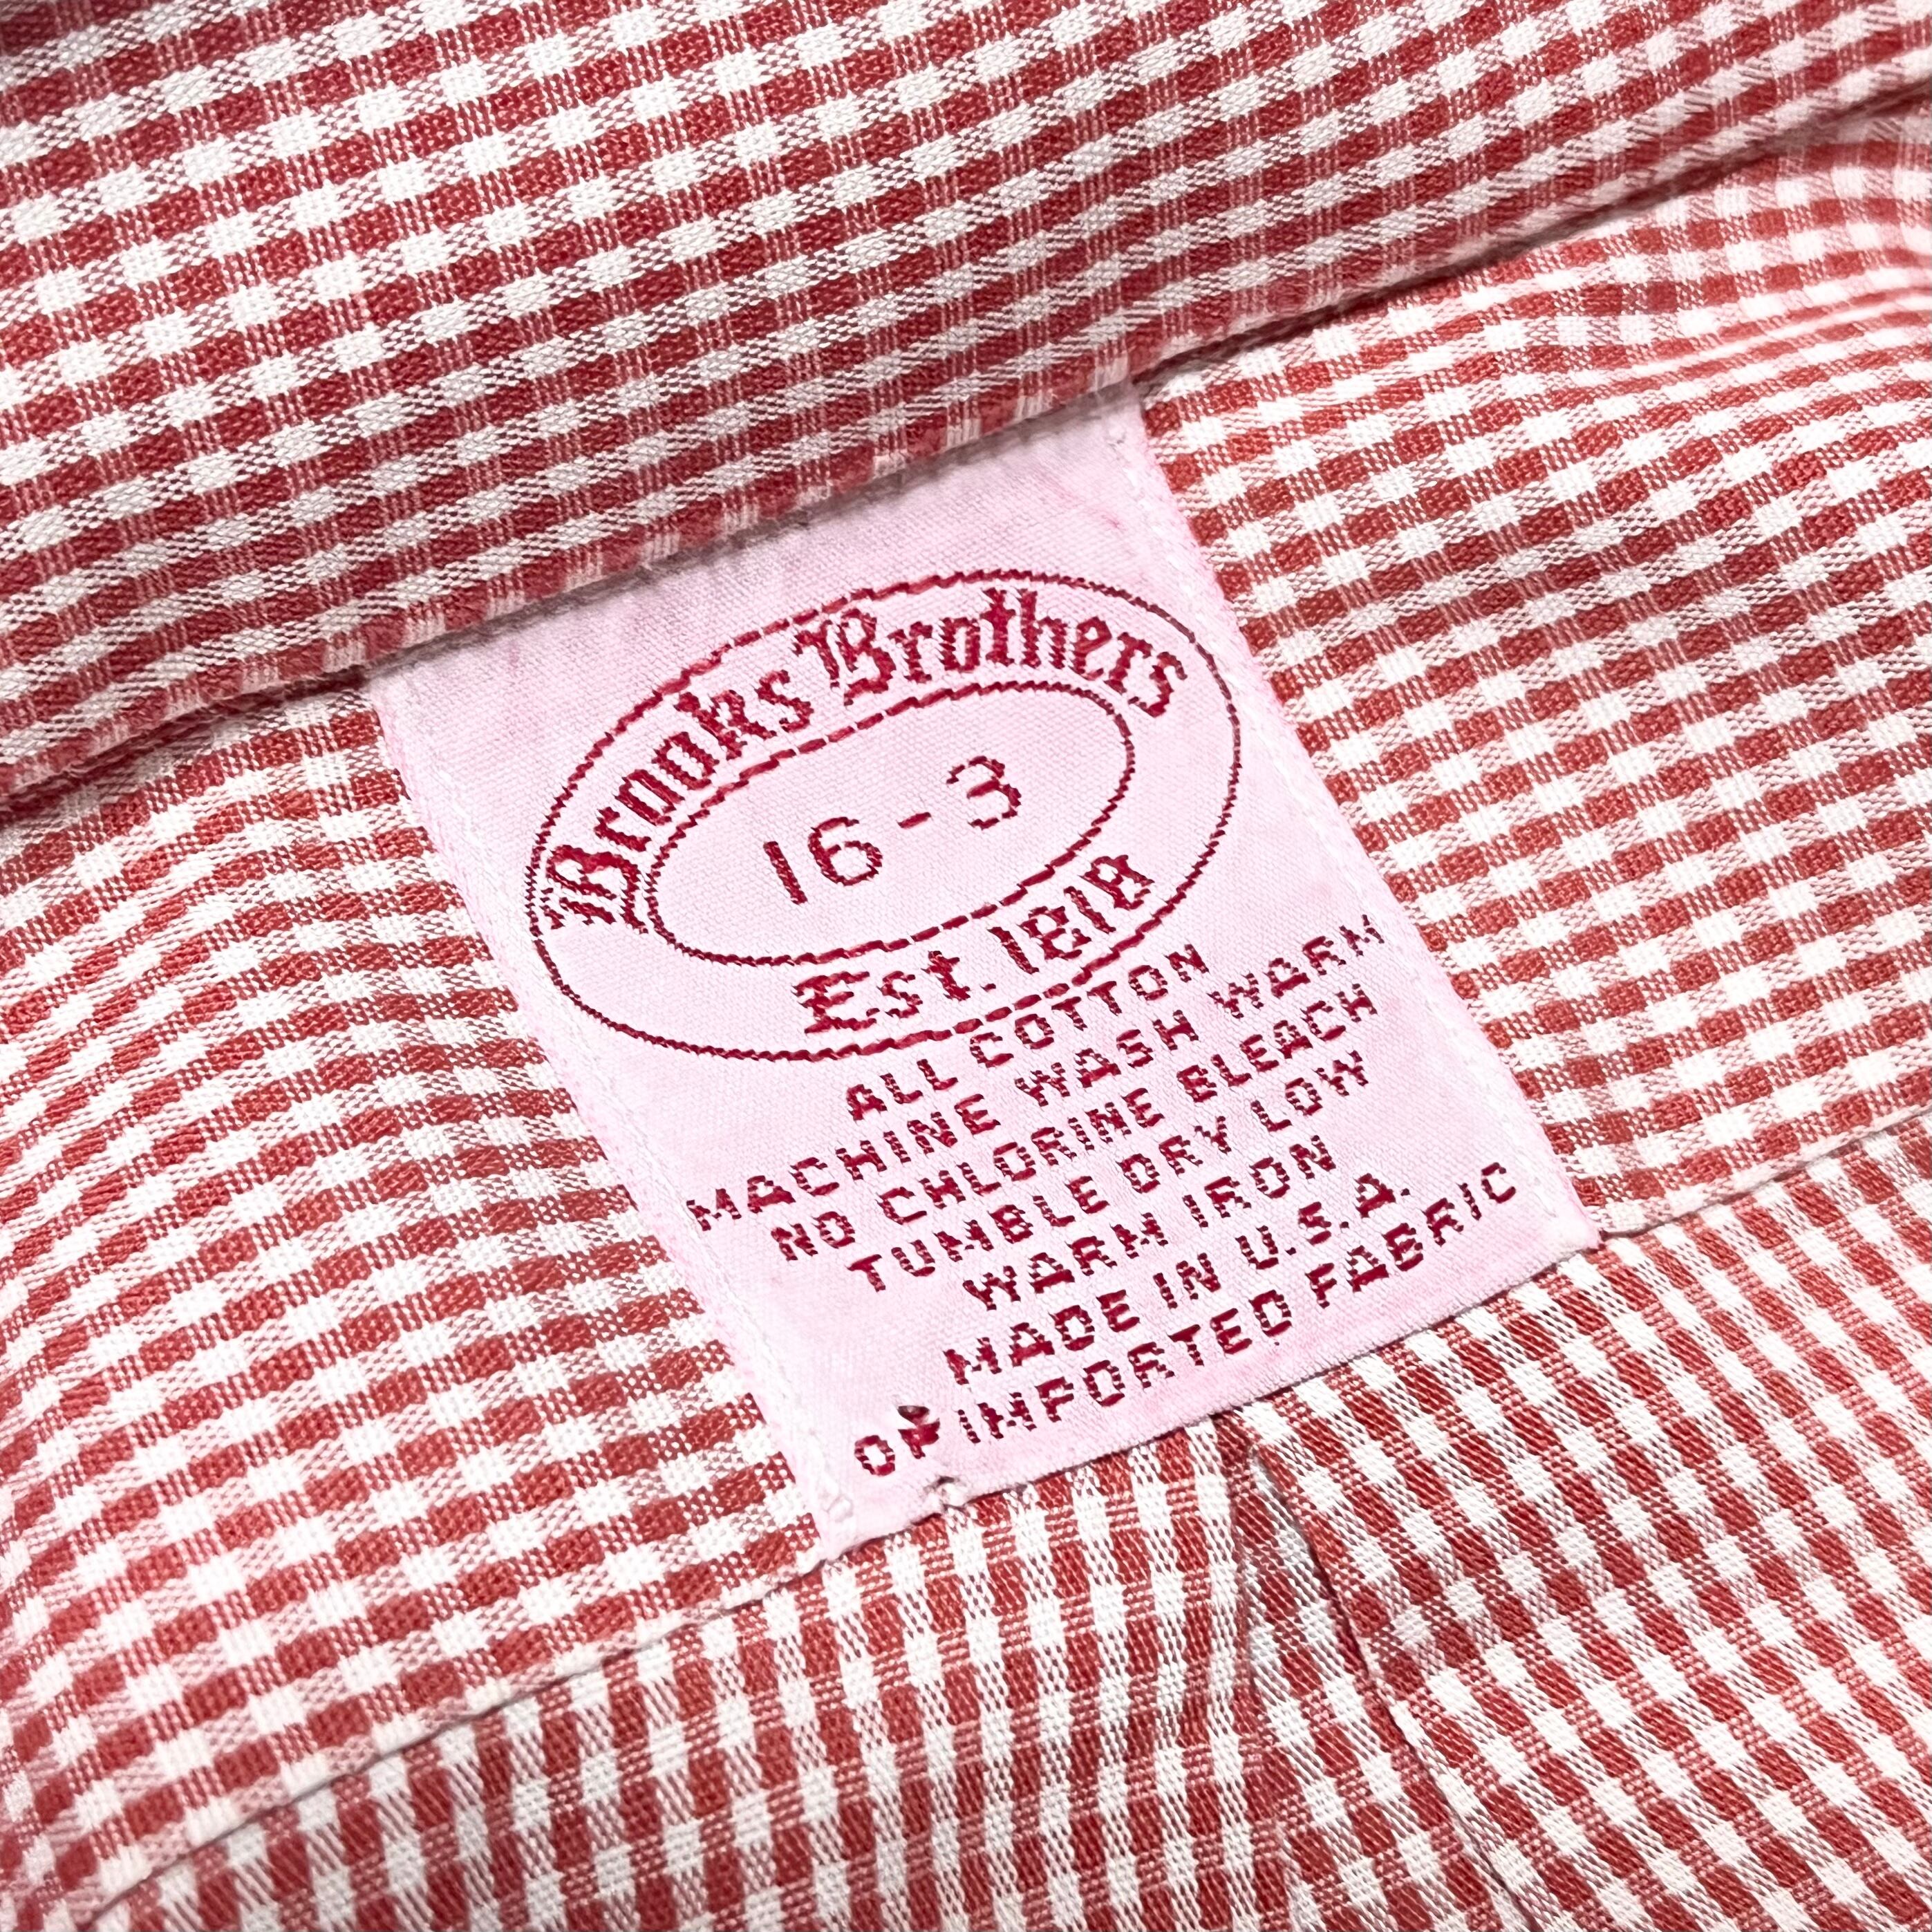 Brooks Brothers
16-3
Est. 1818
ALL COTTON
MACHINE WASH WARM
NO CHLORINE BLEACH
TUMBLE DRY LOW
WARM IRON
MADE IN U.S.A.
OF IMPORTED FABRIC